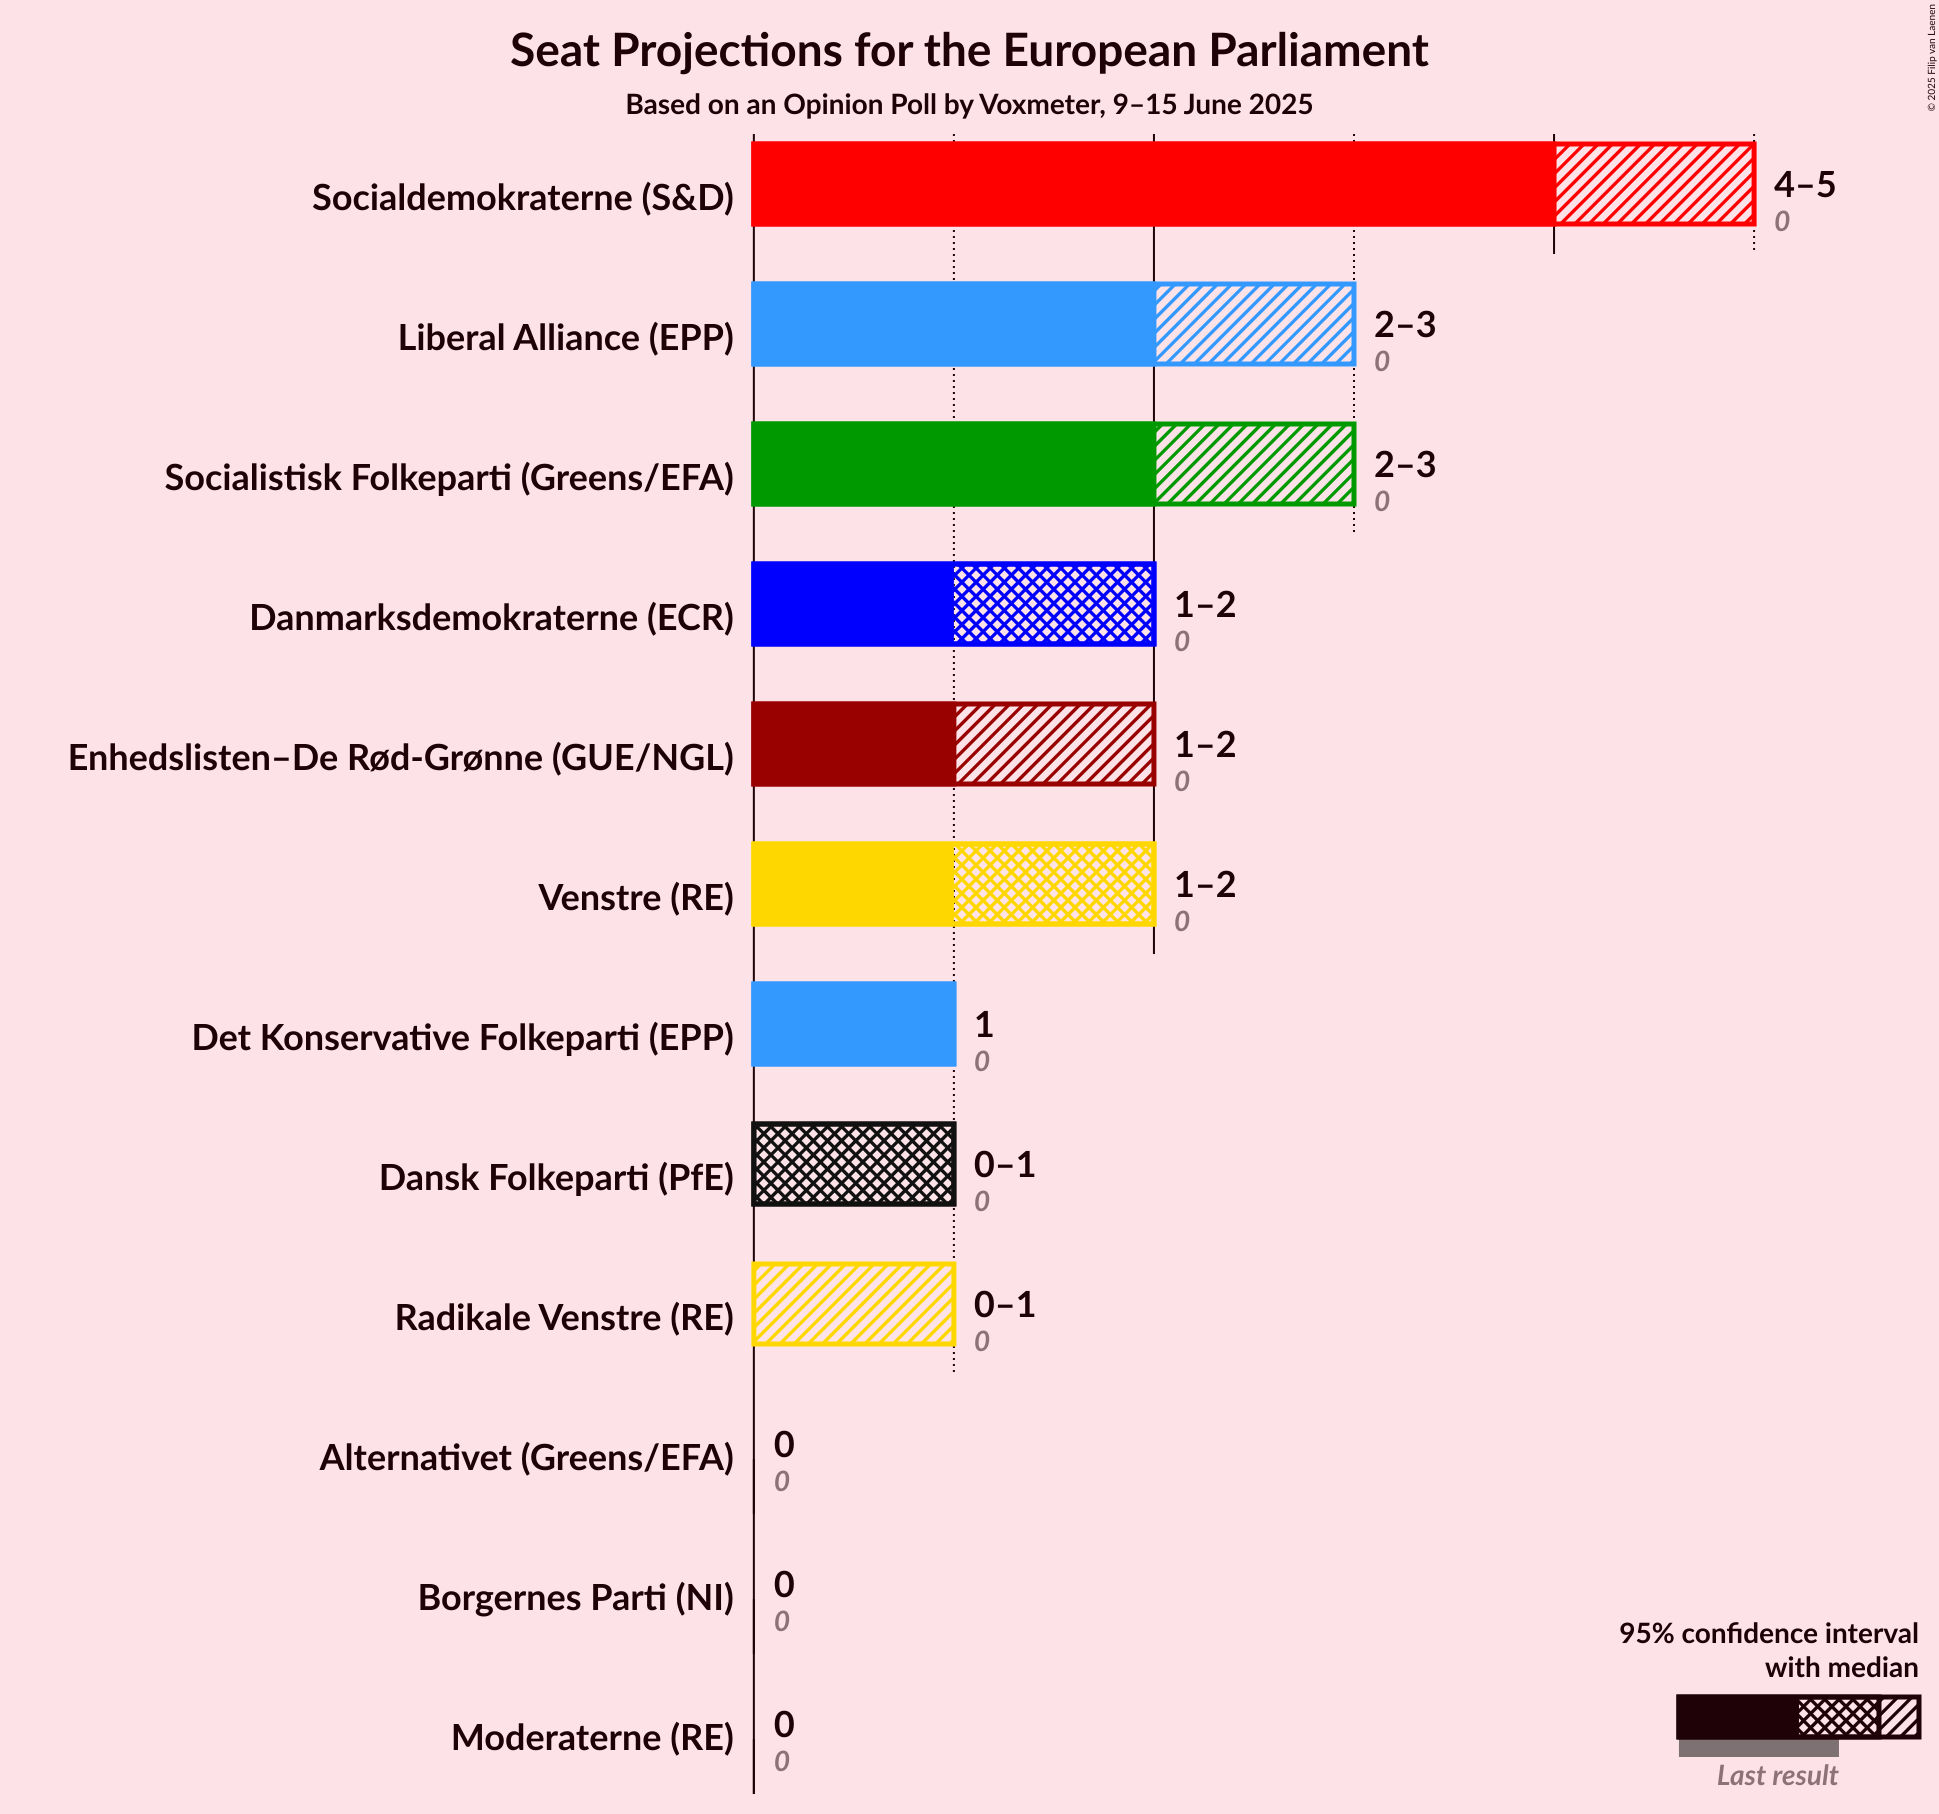 Seat Projections for the European Parliament
Based on an Opinion Poll by Voxmeter, 9–15 June 2025
© 2025 Filip van Laenen
Socialdemokraterne (S&D)
4–5
0
Liberal Alliance (EPP)
2–3
0
Socialistisk Folkeparti (Greens/EFA)
2–3
0
Danmarksdemokraterne (ECR)
1–2
0
Enhedslisten–De Rød-Grønne (GUE/NGL)
1–2
0
Venstre (RE)
1–2
0
Det Konservative Folkeparti (EPP)
1
0
Dansk Folkeparti (PfE)
0–1
0
Radikale Venstre (RE)
0–1
0
Alternativet (Greens/EFA)
0
0
Borgernes Parti (NI)
0
0
Moderaterne (RE)
0
0
95% confidence interval
with median
Last result